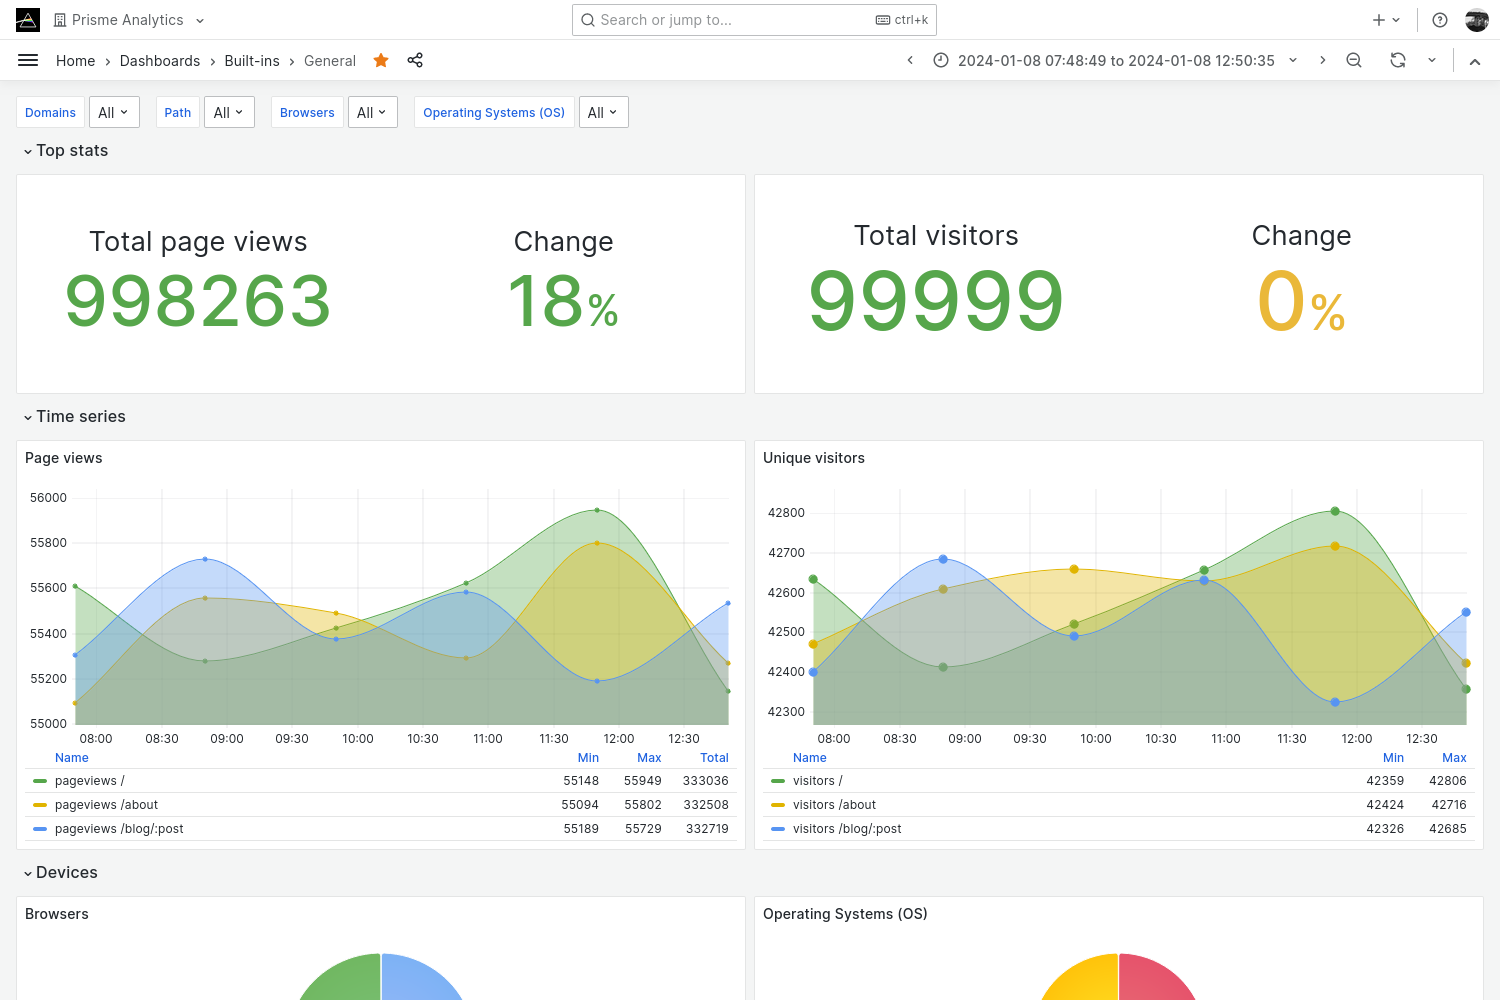 Prisme Analytics
Search or jump to... ctrl+k
Home › Dashboards › Built-ins › General
2024-01-08 07:48:49 to 2024-01-08 12:50:35
Domains All Path All Browsers All Operating Systems (OS) All
Top stats
Total page views Change
998263 18%
Total visitors Change
99999 0%
Time series
Page views
56000
55800
55600
55400
55200
55000
08:00 08:30 09:00 09:30 10:00 10:30 11:00 11:30 12:00 12:30
Name Min Max Total
pageviews / 55148 55949 333036
pageviews /about 55094 55802 332508
pageviews /blog/:post 55189 55729 332719
Unique visitors
42800
42700
42600
42500
42400
42300
08:00 08:30 09:00 09:30 10:00 10:30 11:00 11:30 12:00 12:30
Name Min Max
visitors / 42359 42806
visitors /about 42424 42716
visitors /blog/:post 42326 42685
Devices
Browsers
Operating Systems (OS)